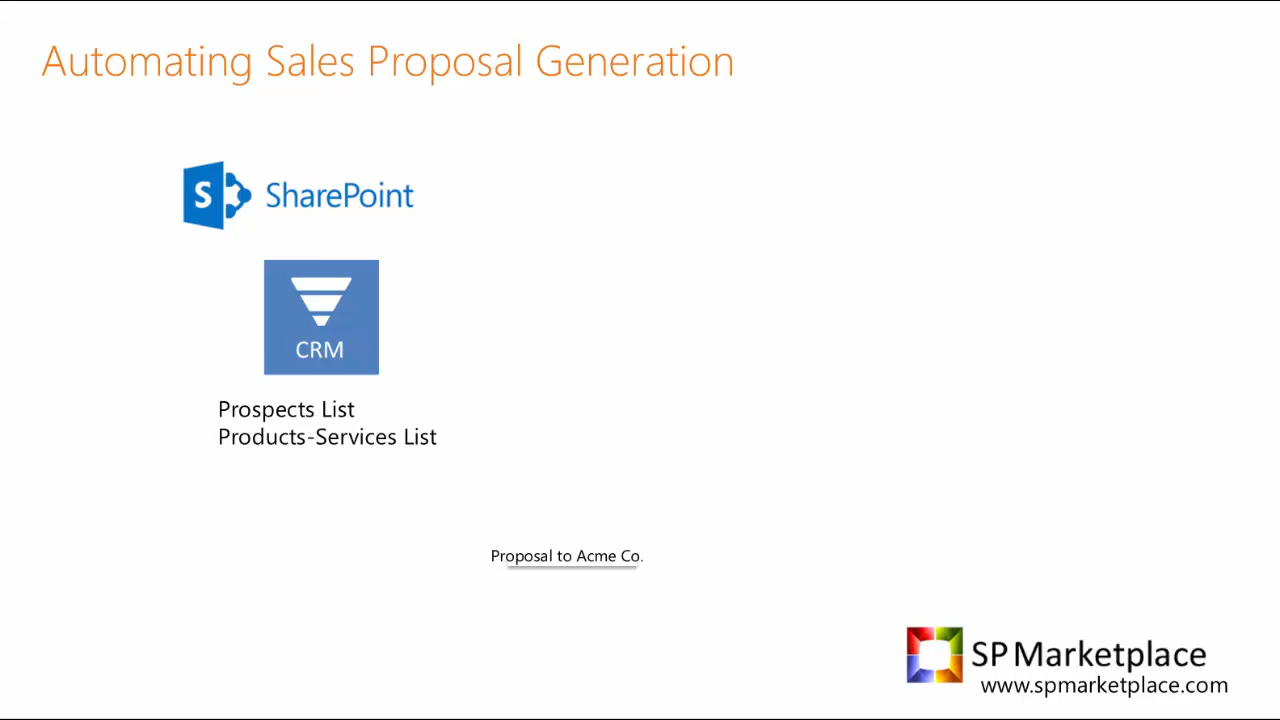 Automating Sales Proposal Generation
S SharePoint
CRM
Prospects List
Products-Services List
Proposal to Acme Co.
SP Marketplace
www.spmarketplace.com